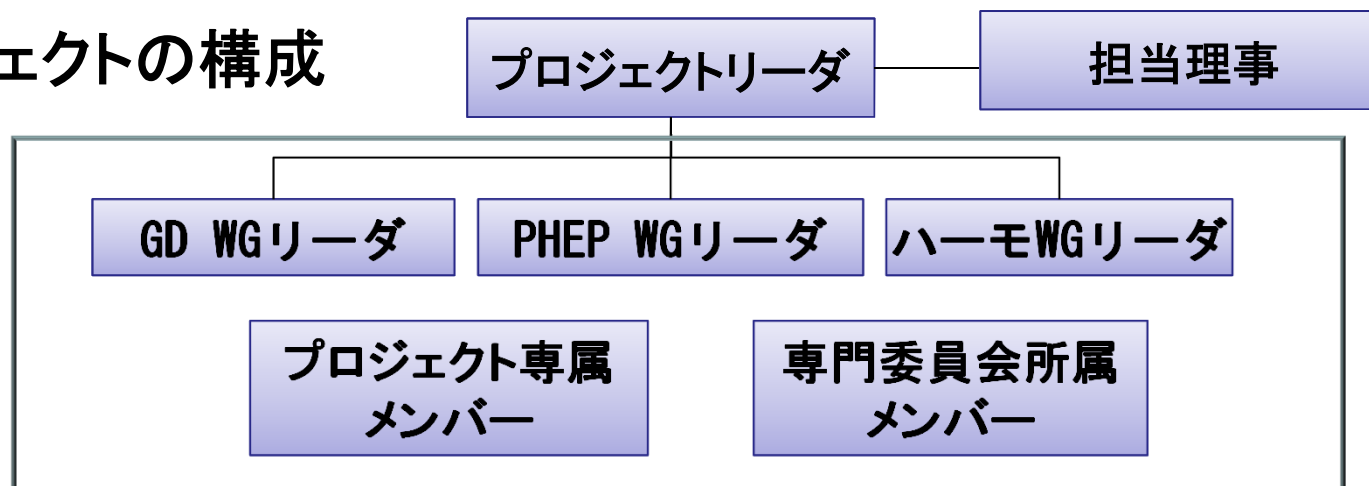 ェクトの構成
プロジェクトリーダ
担当理事
GD WGリーダ
PHEP WGリーダ
ハーモWGリーダ
プロジェクト専属
メンバー
専門委員会所属
メンバー